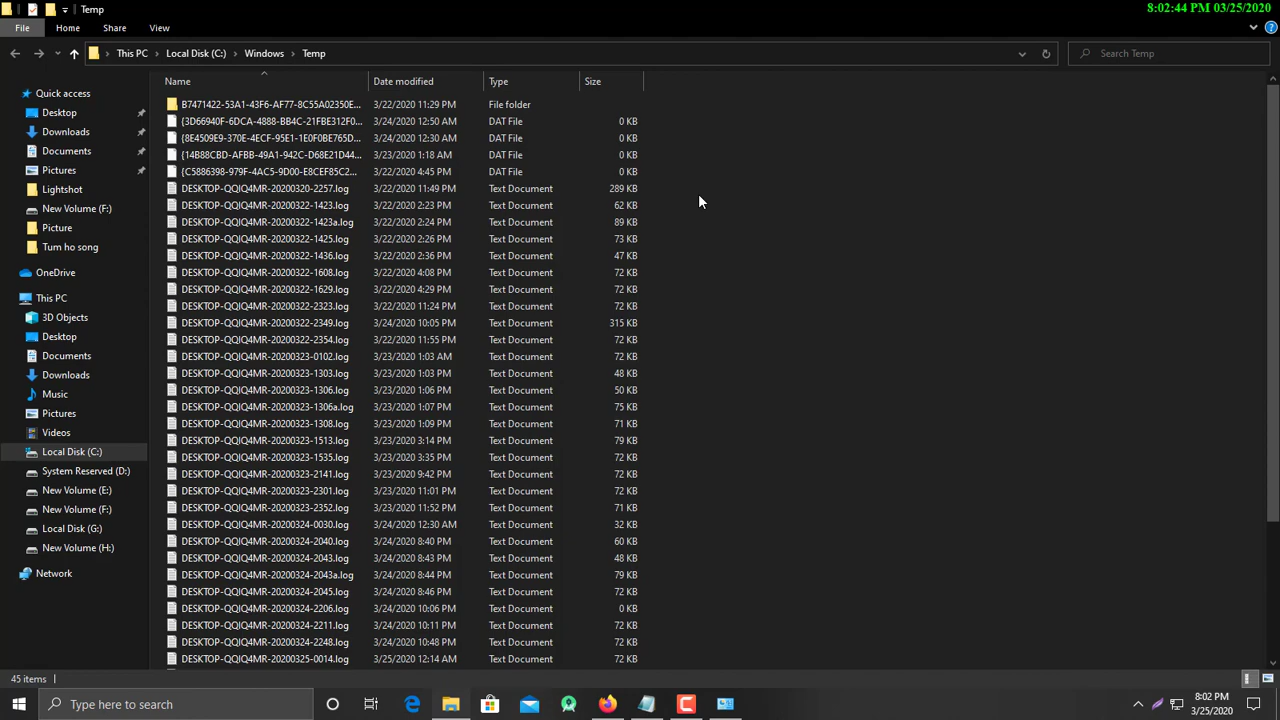 Temp
8:02:44 PM 03/25/2020
File Home Share View
This PC Local Disk (C:) Windows Temp
Search Temp
Name Date modified Type Size
Quick access
Desktop
Downloads
Documents
Pictures
Lightshot
New Volume (F:)
Picture
Tum ho song
OneDrive
This PC
3D Objects
Desktop
Documents
Downloads
Music
Pictures
Videos
Local Disk (C:)
System Reserved (D:)
New Volume (E:)
New Volume (F:)
Local Disk (G:)
New Volume (H:)
Network
B7471422-53A1-43F6-AF77-8C55A02350E... 3/22/2020 11:29 PM File folder
{3D66940F-6DCA-4888-BB4C-21FBE312F0... 3/24/2020 12:50 AM DAT File 0 KB
{8E4509E9-370E-4ECF-95E1-1E0F0BE765D... 3/24/2020 12:30 AM DAT File 0 KB
{14B88CBD-AFBB-49A1-942C-D68E21D44... 3/23/2020 1:18 AM DAT File 0 KB
{C5886398-979F-4AC5-9D00-E8CEF85C2... 3/22/2020 4:45 PM DAT File 0 KB
DESKTOP-QQIQ4MR-20200320-2257.log 3/22/2020 11:49 PM Text Document 289 KB
DESKTOP-QQIQ4MR-20200322-1423.log 3/22/2020 2:23 PM Text Document 62 KB
DESKTOP-QQIQ4MR-20200322-1423a.log 3/22/2020 2:24 PM Text Document 89 KB
DESKTOP-QQIQ4MR-20200322-1425.log 3/22/2020 2:26 PM Text Document 73 KB
DESKTOP-QQIQ4MR-20200322-1436.log 3/22/2020 2:36 PM Text Document 47 KB
DESKTOP-QQIQ4MR-20200322-1608.log 3/22/2020 4:08 PM Text Document 72 KB
DESKTOP-QQIQ4MR-20200322-1629.log 3/22/2020 4:29 PM Text Document 72 KB
DESKTOP-QQIQ4MR-20200322-2323.log 3/22/2020 11:24 PM Text Document 72 KB
DESKTOP-QQIQ4MR-20200322-2349.log 3/24/2020 10:05 PM Text Document 315 KB
DESKTOP-QQIQ4MR-20200322-2354.log 3/22/2020 11:55 PM Text Document 72 KB
DESKTOP-QQIQ4MR-20200323-0102.log 3/23/2020 1:03 AM Text Document 72 KB
DESKTOP-QQIQ4MR-20200323-1303.log 3/23/2020 1:03 PM Text Document 48 KB
DESKTOP-QQIQ4MR-20200323-1306.log 3/23/2020 1:06 PM Text Document 50 KB
DESKTOP-QQIQ4MR-20200323-1306a.log 3/23/2020 1:07 PM Text Document 75 KB
DESKTOP-QQIQ4MR-20200323-1308.log 3/23/2020 1:09 PM Text Document 71 KB
DESKTOP-QQIQ4MR-20200323-1513.log 3/23/2020 3:14 PM Text Document 79 KB
DESKTOP-QQIQ4MR-20200323-1535.log 3/23/2020 3:35 PM Text Document 72 KB
DESKTOP-QQIQ4MR-20200323-2141.log 3/23/2020 9:42 PM Text Document 72 KB
DESKTOP-QQIQ4MR-20200323-2301.log 3/23/2020 11:01 PM Text Document 72 KB
DESKTOP-QQIQ4MR-20200323-2352.log 3/23/2020 11:52 PM Text Document 71 KB
DESKTOP-QQIQ4MR-20200324-0030.log 3/24/2020 12:30 AM Text Document 32 KB
DESKTOP-QQIQ4MR-20200324-2040.log 3/24/2020 8:40 PM Text Document 60 KB
DESKTOP-QQIQ4MR-20200324-2043.log 3/24/2020 8:43 PM Text Document 48 KB
DESKTOP-QQIQ4MR-20200324-2043a.log 3/24/2020 8:44 PM Text Document 79 KB
DESKTOP-QQIQ4MR-20200324-2045.log 3/24/2020 8:46 PM Text Document 72 KB
DESKTOP-QQIQ4MR-20200324-2206.log 3/24/2020 10:06 PM Text Document 0 KB
DESKTOP-QQIQ4MR-20200324-2211.log 3/24/2020 10:11 PM Text Document 72 KB
DESKTOP-QQIQ4MR-20200324-2248.log 3/24/2020 10:48 PM Text Document 72 KB
DESKTOP-QQIQ4MR-20200325-0014.log 3/25/2020 12:14 AM Text Document 72 KB
45 items
Type here to search
8:02 PM
3/25/2020